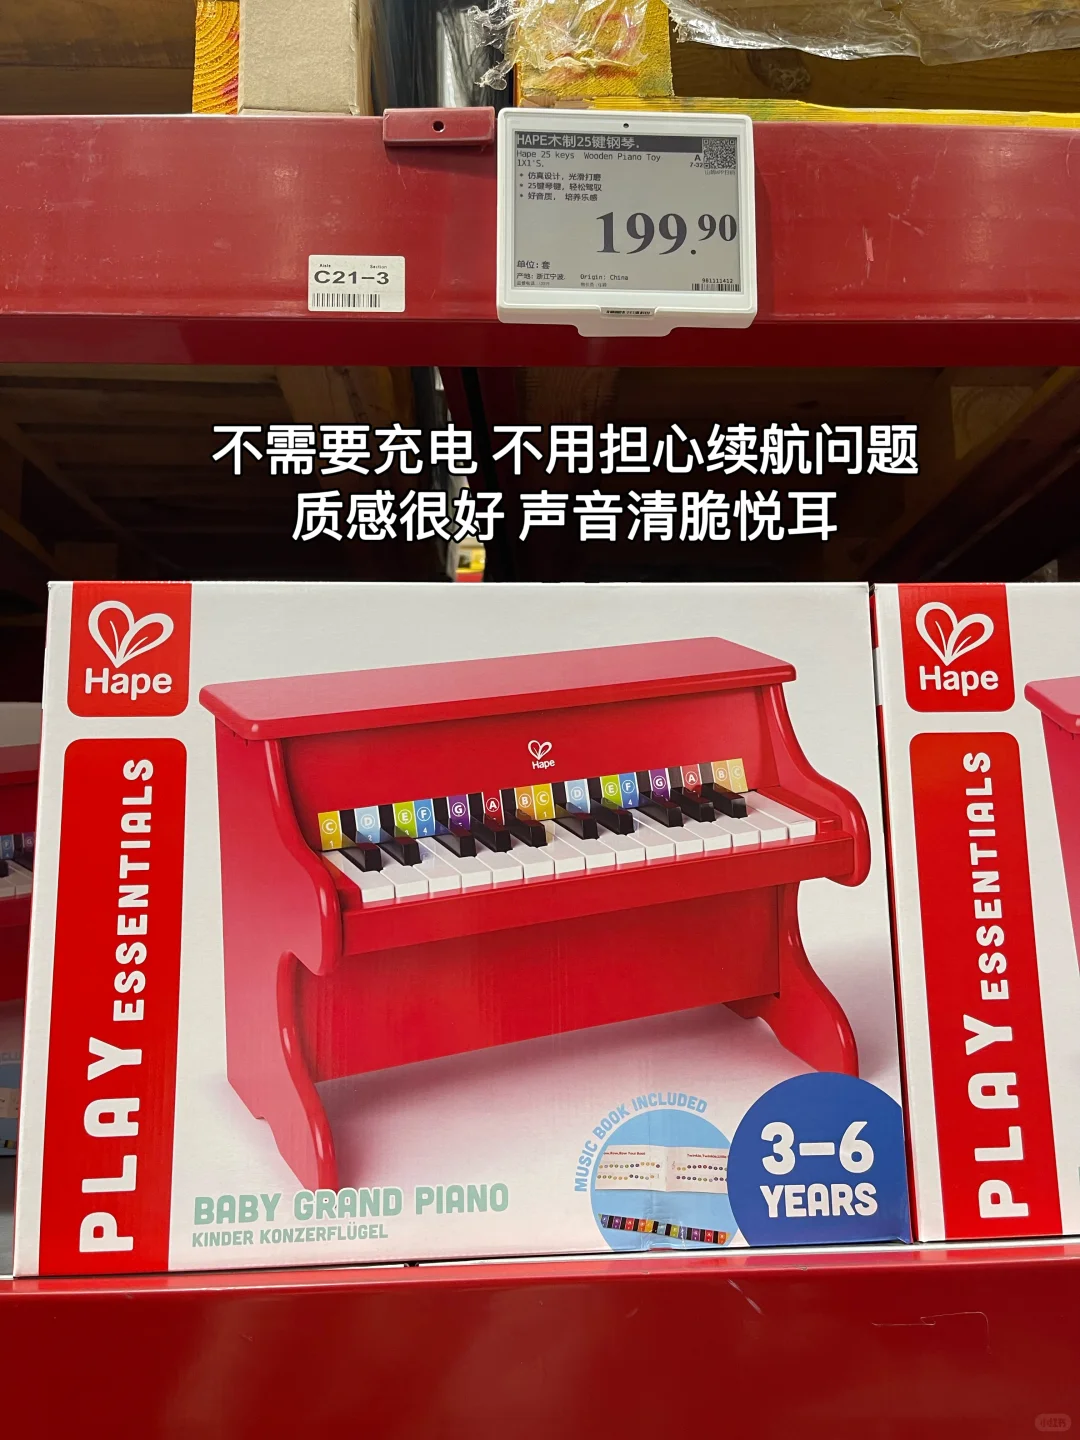 HAPE木制25键钢琴.
Hape 25 keys Wooden Piano Toy
1X1'S.
A
• 仿真设计，光滑打磨
• 25键琴键，轻松驾驭
• 好音质， 培养乐感
199.90
单位: 套
产地: 浙江宁波. Origin: China
981111412
Aisle Section
C21-3
不需要充电 不用担心续航问题
质感很好 声音清脆悦耳
Hape
PLAY ESSENTIALS
Hape
C D E F G A B C D E F G A B C
MUSIC BOOK INCLUDED
3-6
YEARS
BABY GRAND PIANO
KINDER KONZERFLÜGEL
Hape
PLAY ESSENTIALS